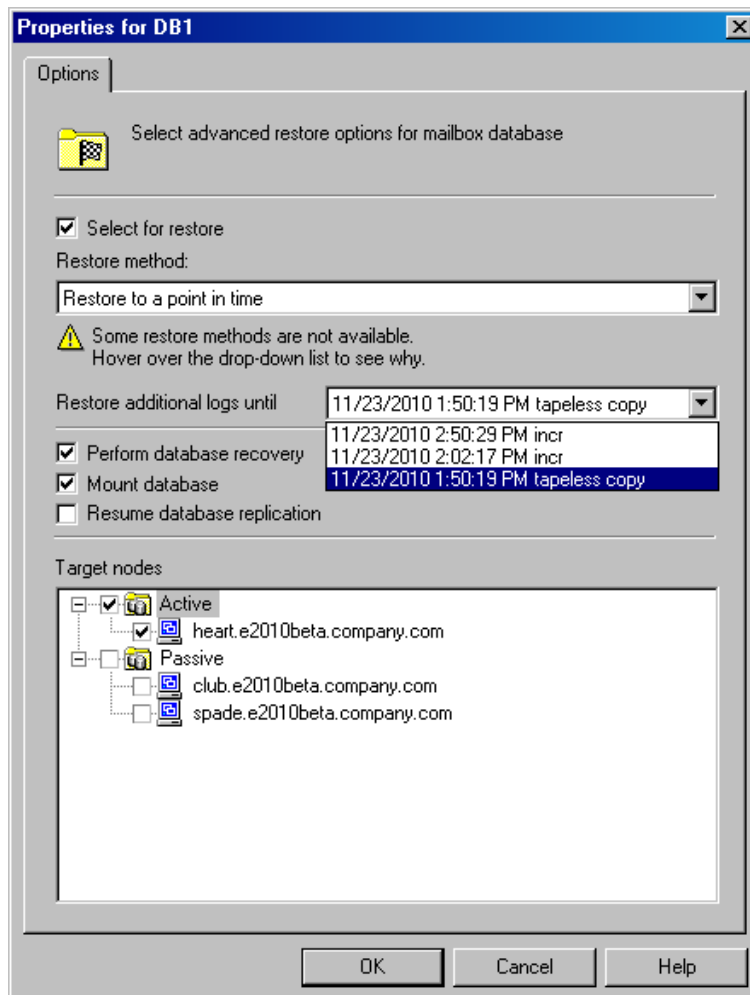 Properties for DB1
Options
Select advanced restore options for mailbox database
Select for restore
Restore method:
Restore to a point in time
Some restore methods are not available.
Hover over the drop-down list to see why.
Restore additional logs until
11/23/2010 1:50:19 PM tapeless copy
11/23/2010 2:50:29 PM incr
11/23/2010 2:02:17 PM incr
11/23/2010 1:50:19 PM tapeless copy
Perform database recovery
Mount database
Resume database replication
Target nodes
Active
heart.e2010beta.company.com
Passive
club.e2010beta.company.com
spade.e2010beta.company.com
OK
Cancel
Help